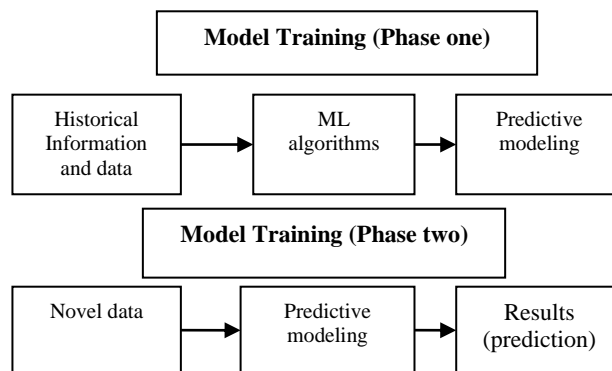 Model Training (Phase one)
Historical
Information
and data
ML
algorithms
Predictive
modeling
Model Training (Phase two)
Novel data
Predictive
modeling
Results
(prediction)